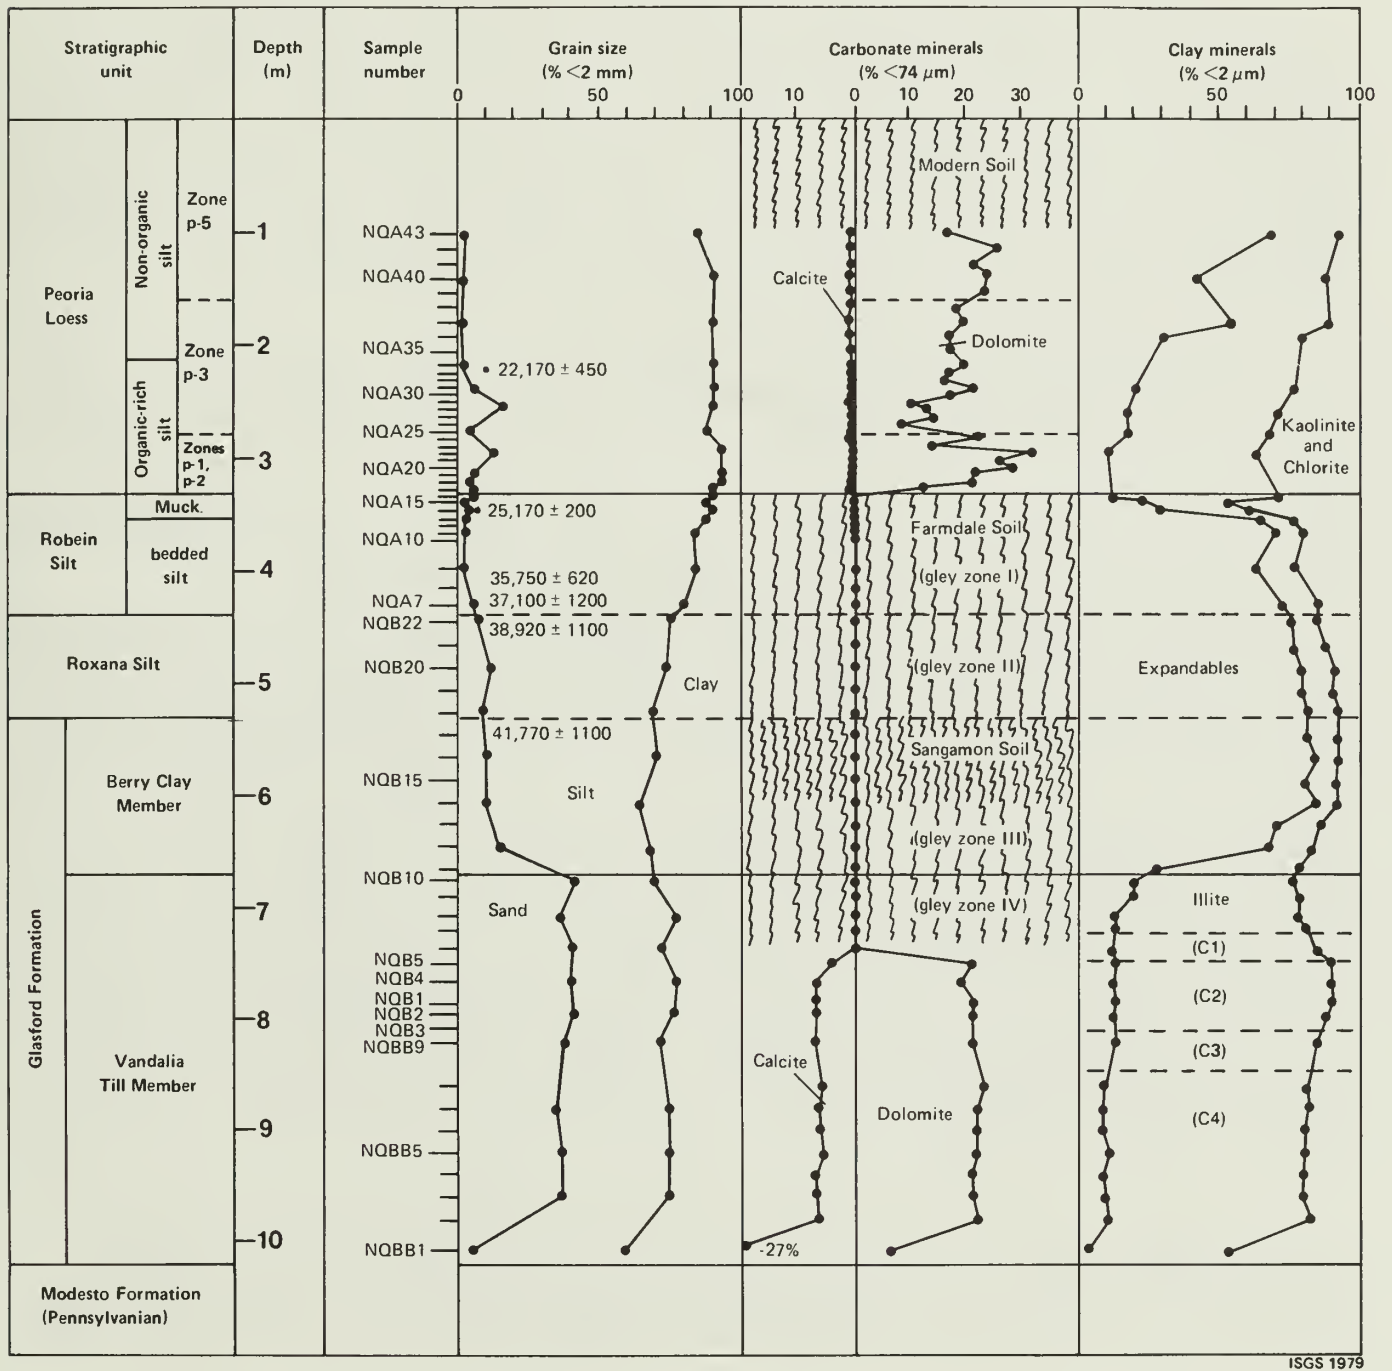 Stratigraphic
unit
Depth
(m)
Sample
number
Grain size
(% <2 mm)
Carbonate minerals
(% <74 μm)
Clay minerals
(% <2 μm)
0
50
100
10
0
10
20
30
0
50
100
Peoria
Loess
Non-organic
silt
Organic-rich
silt
Zone
p-5
Zone
p-3
Zones
p-1,
p-2
Robein
Silt
Muck.
bedded
silt
Roxana Silt
Glasford Formation
Berry Clay
Member
Vandalia
Till Member
Modesto Formation
(Pennsylvanian)
1
2
3
4
5
6
7
8
9
10
NQA43
NQA40
NQA35
NQA30
NQA25
NQA20
NQA15
NQA10
NQA7
NQB22
NQB20
NQB15
NQB10
NQB5
NQB4
NQB1
NQB2
NQB3
NQBB9
NQBB5
NQBB1
22,170 ± 450
25,170 ± 200
35,750 ± 620
37,100 ± 1200
38,920 ± 1100
41,770 ± 1100
Clay
Silt
Sand
Modern Soil
Calcite
Dolomite
Farmdale Soil
(gley zone I)
(gley zone II)
Sangamon Soil
(gley zone III)
(gley zone IV)
Calcite
Dolomite
-27%
Kaolinite
and
Chlorite
Expandables
Illite
(C1)
(C2)
(C3)
(C4)
ISGS 1979